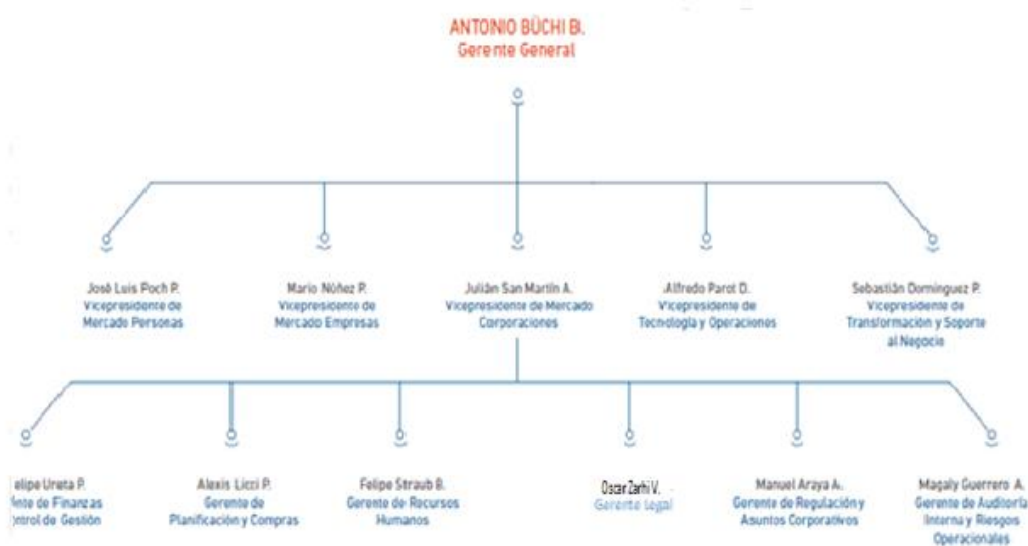 ANTONIO BÜCHI B.
Gerente General
José Luis Poch P.
Vicepresidente de
Mercado Personas
Mario Núñez P.
Vicepresidente de
Mercado Empresas
Julián San Martín A.
Vicepresidente de Mercado
Corporaciones
Alfredo Parot D.
Vicepresidente de
Tecnología y Operaciones
Sebastián Domínguez P.
Vicepresidente de
Transformación y Soporte
al Negocio
elipe Ureta P.
nte de Finanzas
ntrol de Gestión
Alexis Licci P.
Gerente de
Planificación y Compras
Felipe Straub B.
Gerente de Recursos
Humanos
Oscar Zarhi V.
Gerente Legal
Manuel Araya A.
Gerente de Regulación y
Asuntos Corporativos
Magaly Guerrero A.
Gerente de Auditoría
Interna y Riesgos
Operacionales